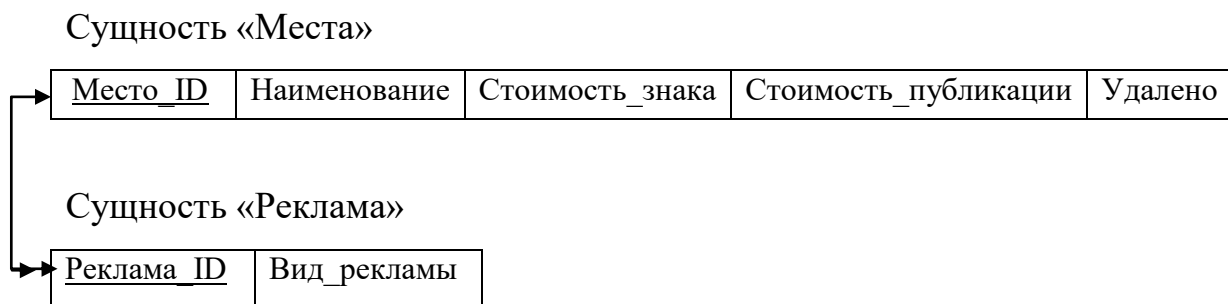 Сущность «Места»
Место_ID Наименование Стоимость_знака Стоимость_публикации Удалено
Сущность «Реклама»
Реклама_ID Вид_рекламы